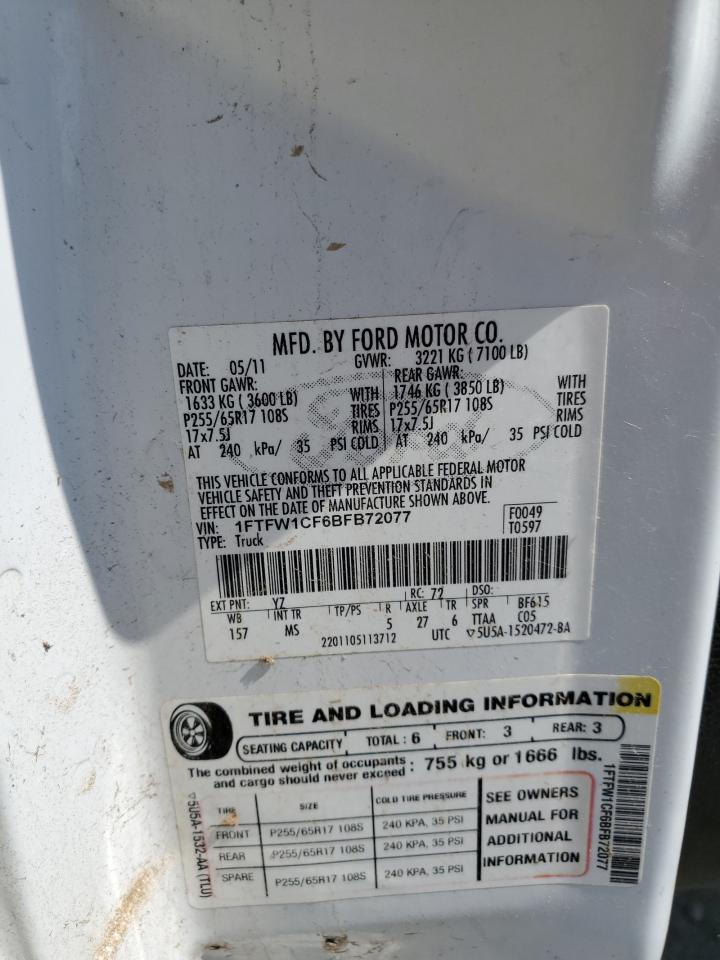 MFD. BY FORD MOTOR CO.
DATE: 05/11 GVWR: 3221 KG ( 7100 LB)
FRONT GAWR: REAR GAWR:
1633 KG ( 3600 LB) WITH 1746 KG ( 3850 LB) WITH
P255/65R17 108S TIRES P255/65R17 108S TIRES
17x7.5J RIMS 17x7.5J RIMS
AT 240 kPa/ 35 PSI COLD AT 240 kPa/ 35 PSI COLD
THIS VEHICLE CONFORMS TO ALL APPLICABLE FEDERAL MOTOR
VEHICLE SAFETY AND THEFT PREVENTION STANDARDS IN
EFFECT ON THE DATE OF MANUFACTURE SHOWN ABOVE.
VIN: 1FTFW1CF6BFB72077 F0049
TYPE: Truck T0597
EXT PNT: YZ RC: 72 DSO:
WB INT TR TP/PS R AXLE TR SPR BF615
157 MS 5 27 6 TTAA C05
2201105113712 UTC ▽5U5A-1520472-BA
TIRE AND LOADING INFORMATION
SEATING CAPACITY TOTAL: 6 FRONT: 3 REAR: 3
The combined weight of occupants and cargo should never exceed : 755 kg or 1666 lbs.
TIRE SIZE COLD TIRE PRESSURE
FRONT P255/65R17 108S 240 KPA, 35 PSI
REAR P255/65R17 108S 240 KPA, 35 PSI
SPARE P255/65R17 108S 240 KPA, 35 PSI
SEE OWNERS
MANUAL FOR
ADDITIONAL
INFORMATION
▽5U5A-1532-AA (TLU)
1FTFW1CF6BFB72077